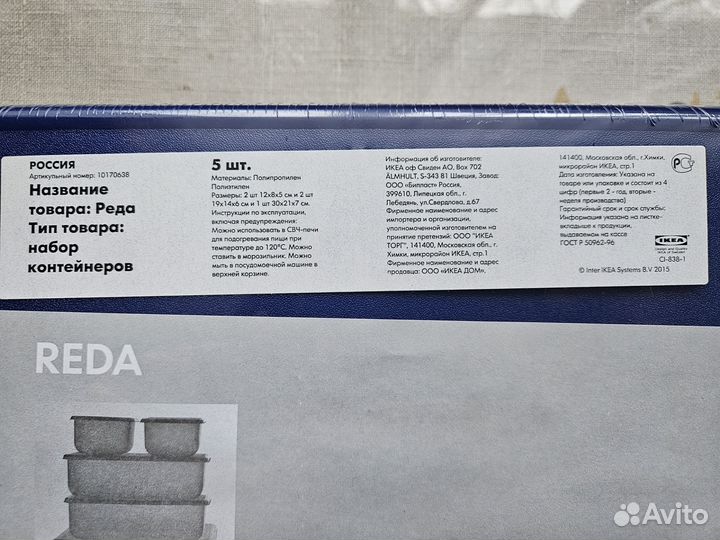 РОССИЯ
Артикульный номер: 10170638
Название
товара: Реда
Тип товара:
набор
контейнеров
5 шт.
Материалы: Полипропилен
Полиэтилен
Размеры: 2 шт 12x8x5 см и 2 шт
19x14x6 см и 1 шт 30x21x7 см.
Инструкции по эксплуатации,
включая предупреждения:
Можно использовать в СВЧ-печи
для подогревания пищи при
температуре до 120°С. Можно
ставить в морозильник. Можно
мыть в посудомоечной машине в
верхней корзине.
Информация об изготовителе:
ИКЕА оф Свиден АО, Box 702
ÄLMHULT, S-343 81 Швеция, Завод:
ООО «Бипласт» Россия,
399610, Липецкая обл., г.
Лебедянь, ул.Свердлова, д.67
Фирменное наименование и адрес
импортера и организации,
уполномоченной изготовителем на
принятие претензий: ООО "ИКЕА
ТОРГ", 141400, Московская обл., г.
Химки, микрорайон ИКЕА, стр.1
Фирменное наименование и адрес
продавца: ООО «ИКЕА ДОМ»,
141400, Московская обл., г.Химки,
микрорайон ИКЕА, стр.1
Дата изготовления: Указана на
товаре или упаковке и состоит из 4
цифр (первые 2 - год, вторые -
неделя производства)
Гарантийный срок и срок службы:
Информация указана на листке-
вкладыше к продукции,
выдаваемом на кассе
ГОСТ Р 50962-96
IKEA
Design and Quality
IKEA of Sweden
CI-838-1
© Inter IKEA Systems B.V. 2015
REDA
Avito